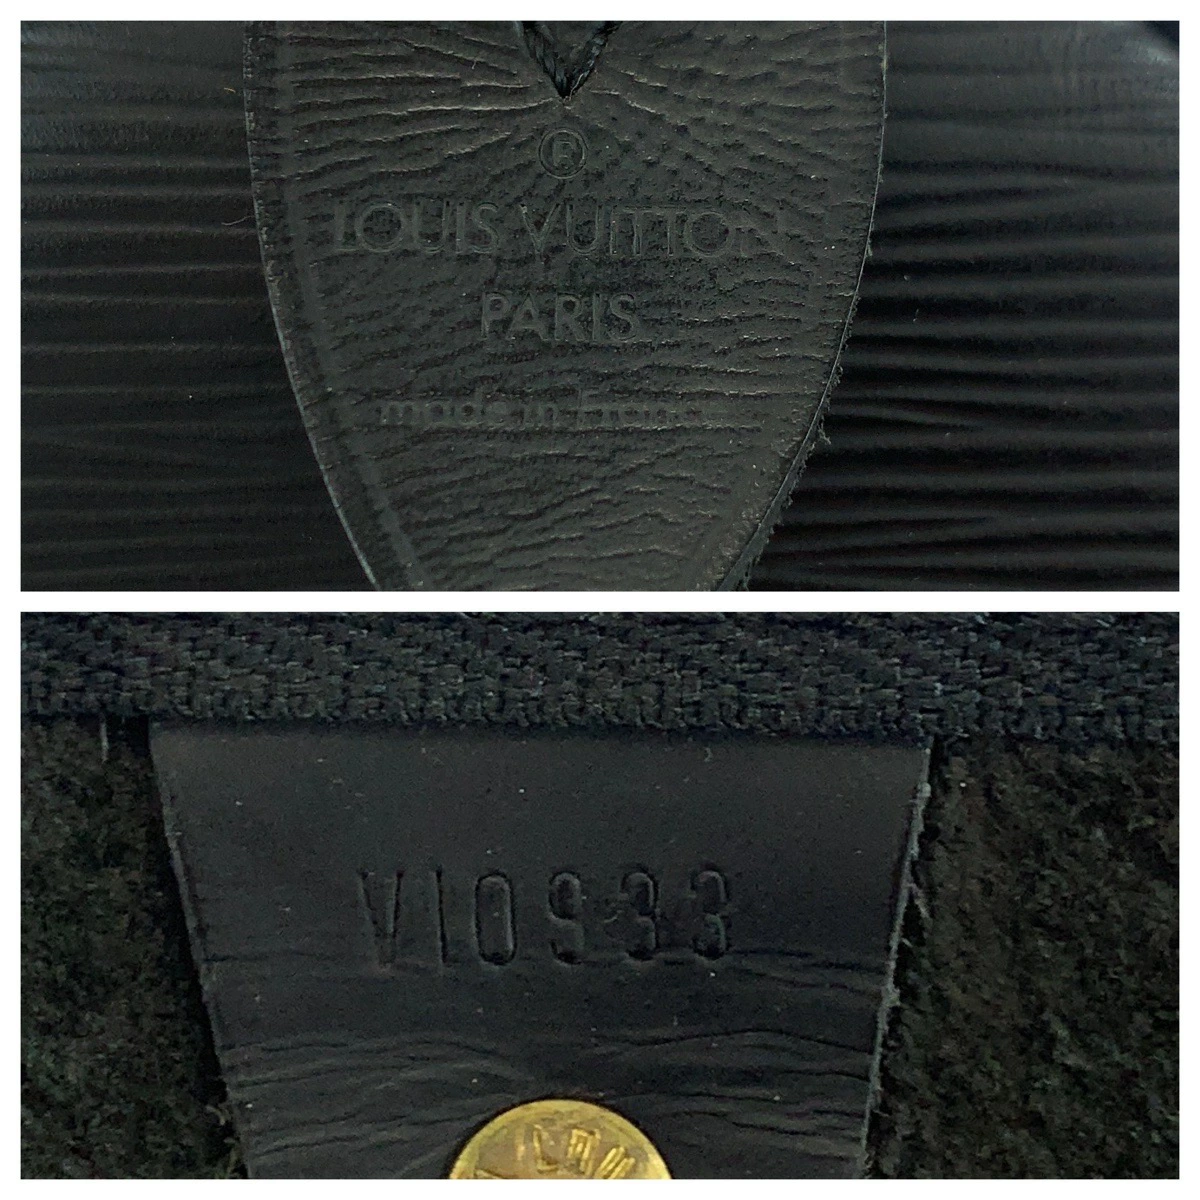 ®
LOUIS VUITTON
PARIS
made in France
VI0933